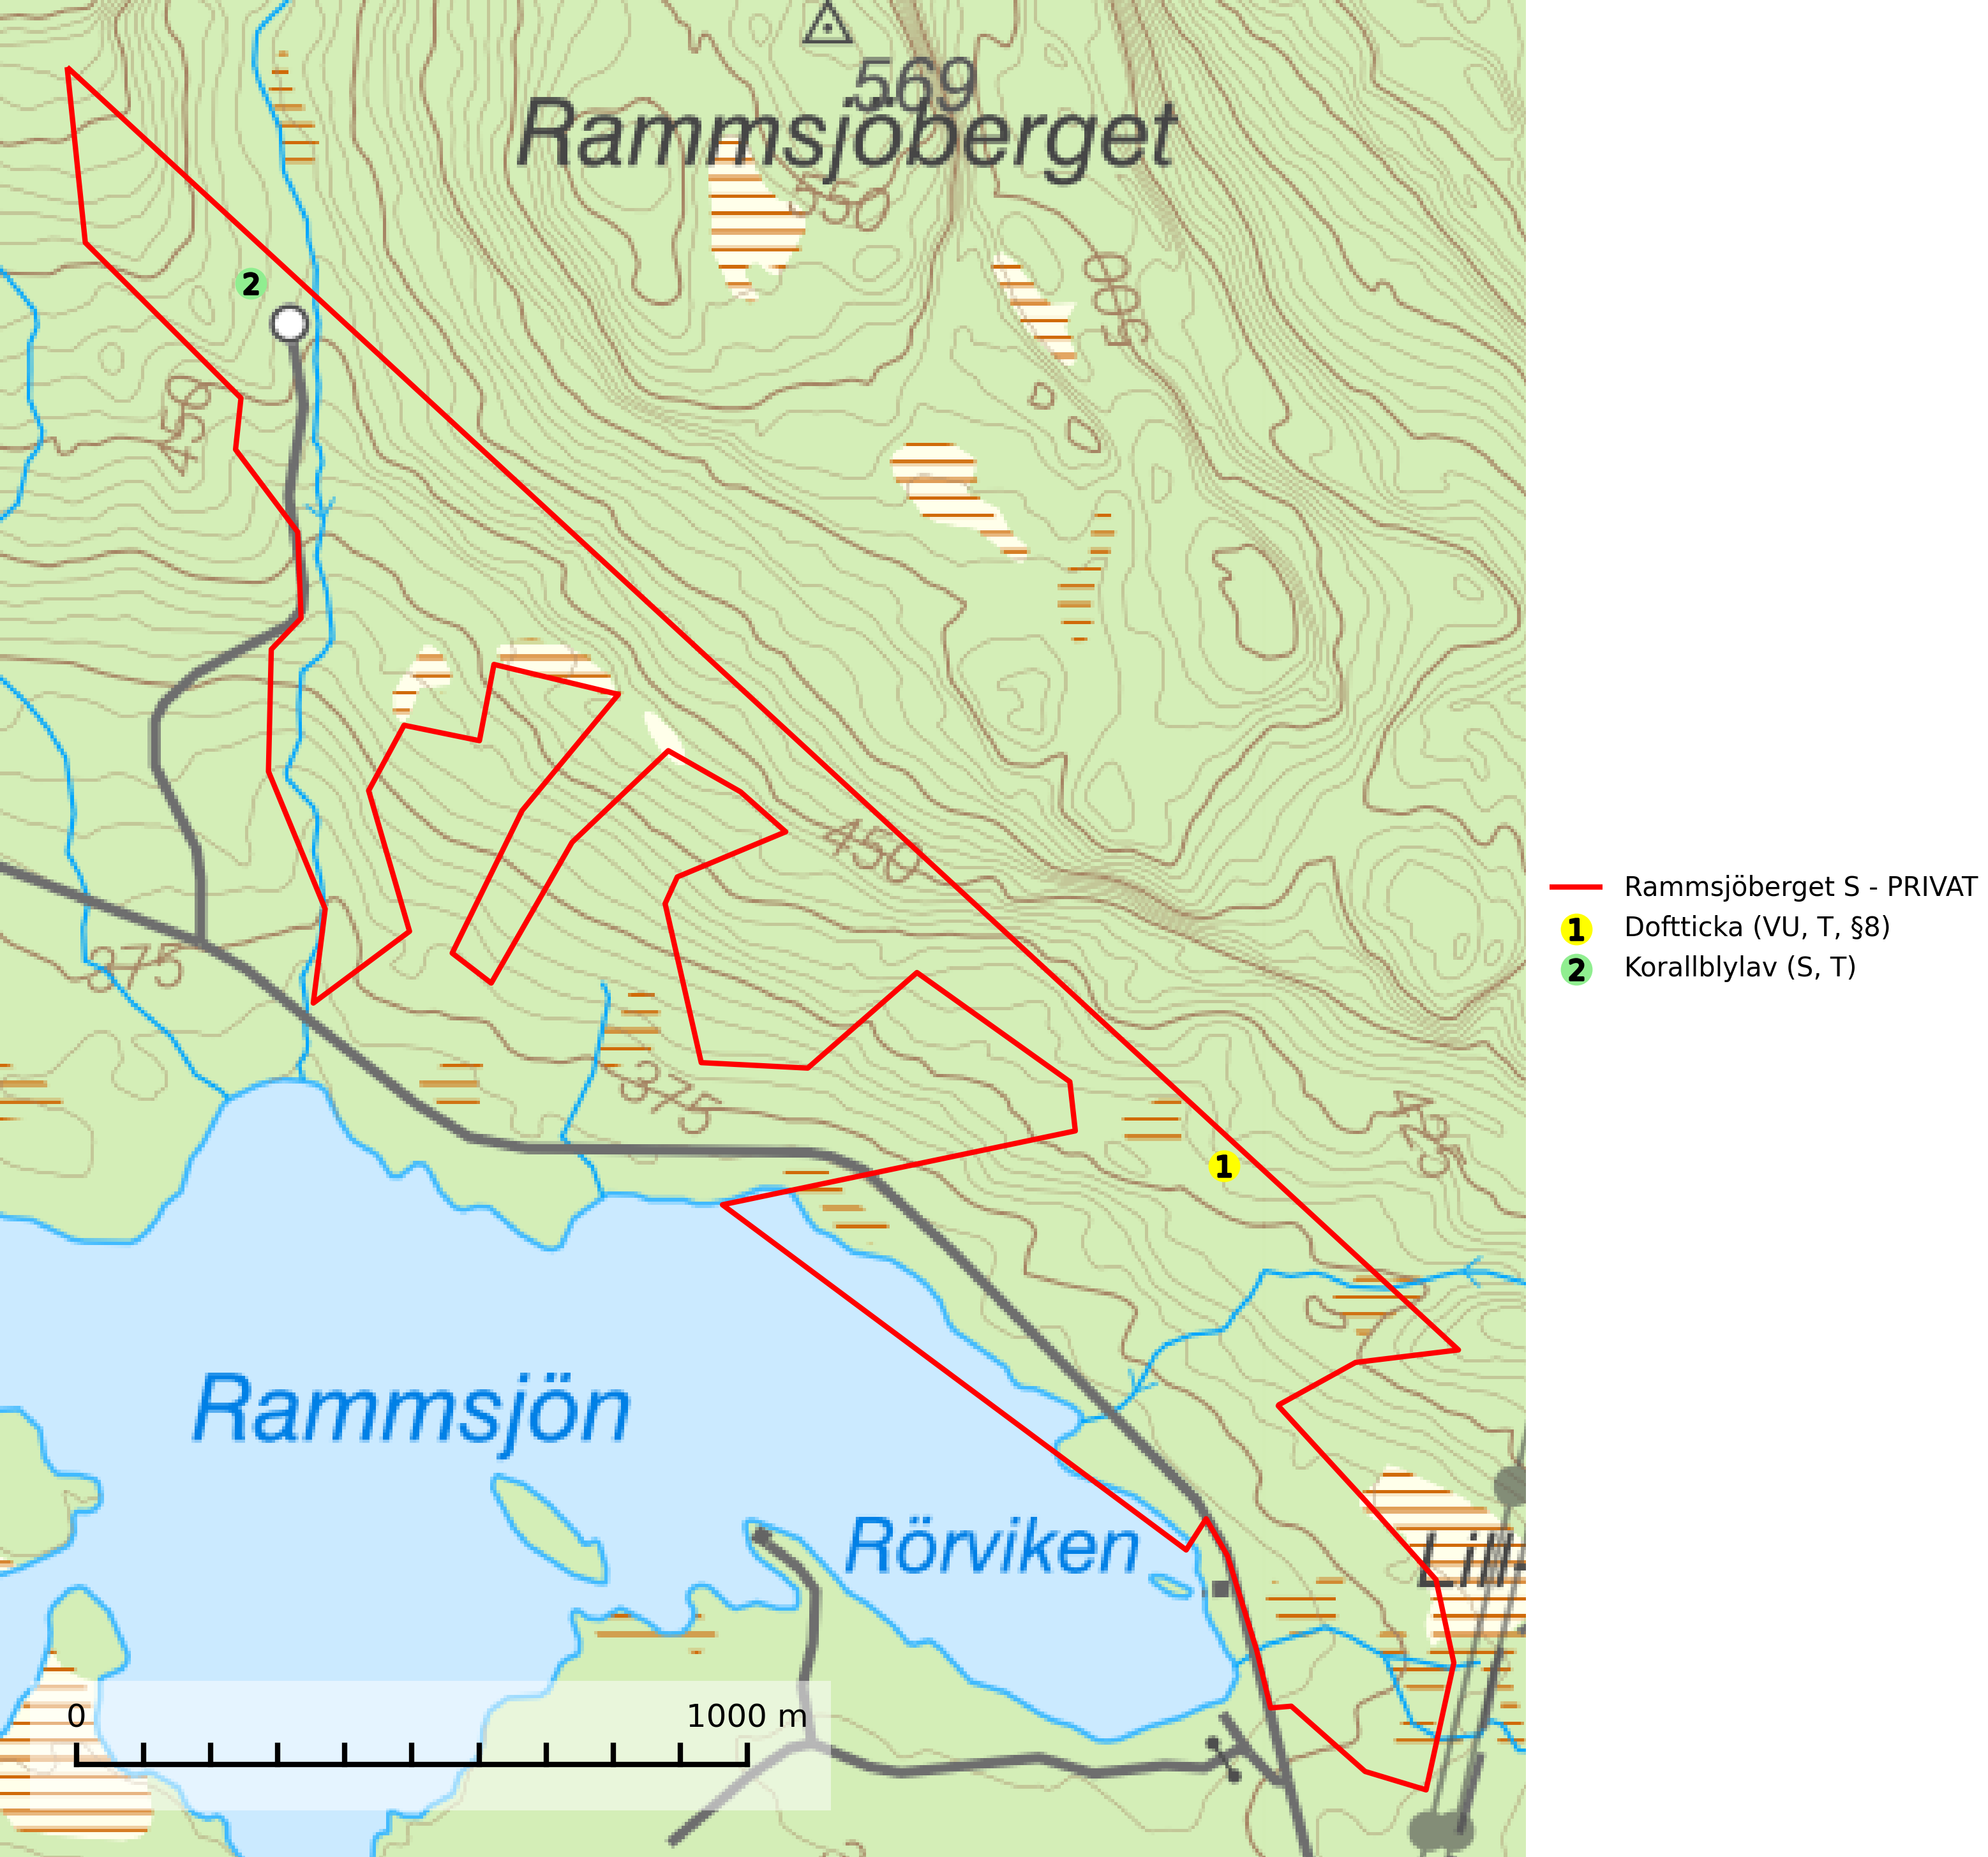 569
Rammsjöberget
550
500
2
450
450
375
375
425
1
Rammsjön
Rörviken
Lill-
0 1000 m
Rammsjöberget S - PRIVAT
1 Doftticka (VU, T, §8)
2 Korallblylav (S, T)